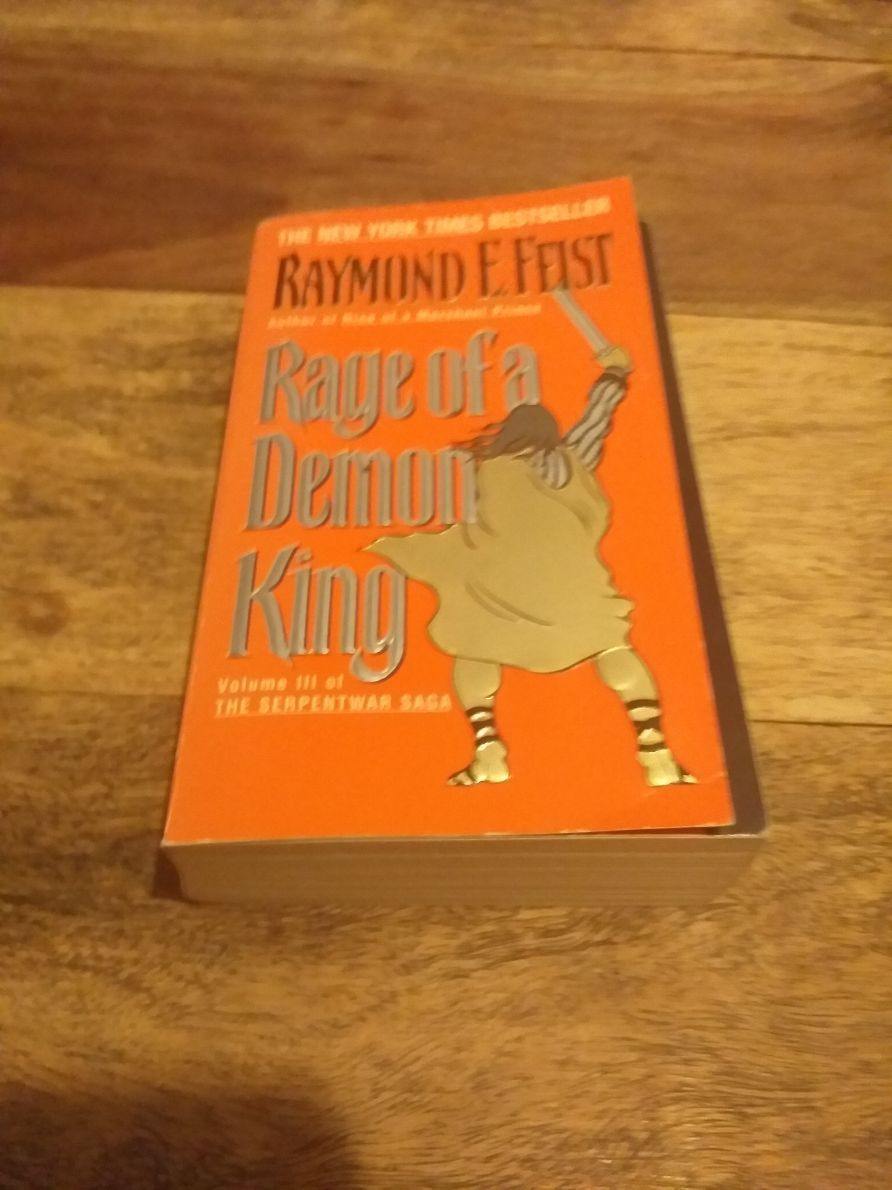 THE NEW YORK TIMES BESTSELLER
RAYMOND E. FEIST
Author of Rise of a Merchant Prince
Rage of a
Demon
King
Volume III of
THE SERPENTWAR SAGA